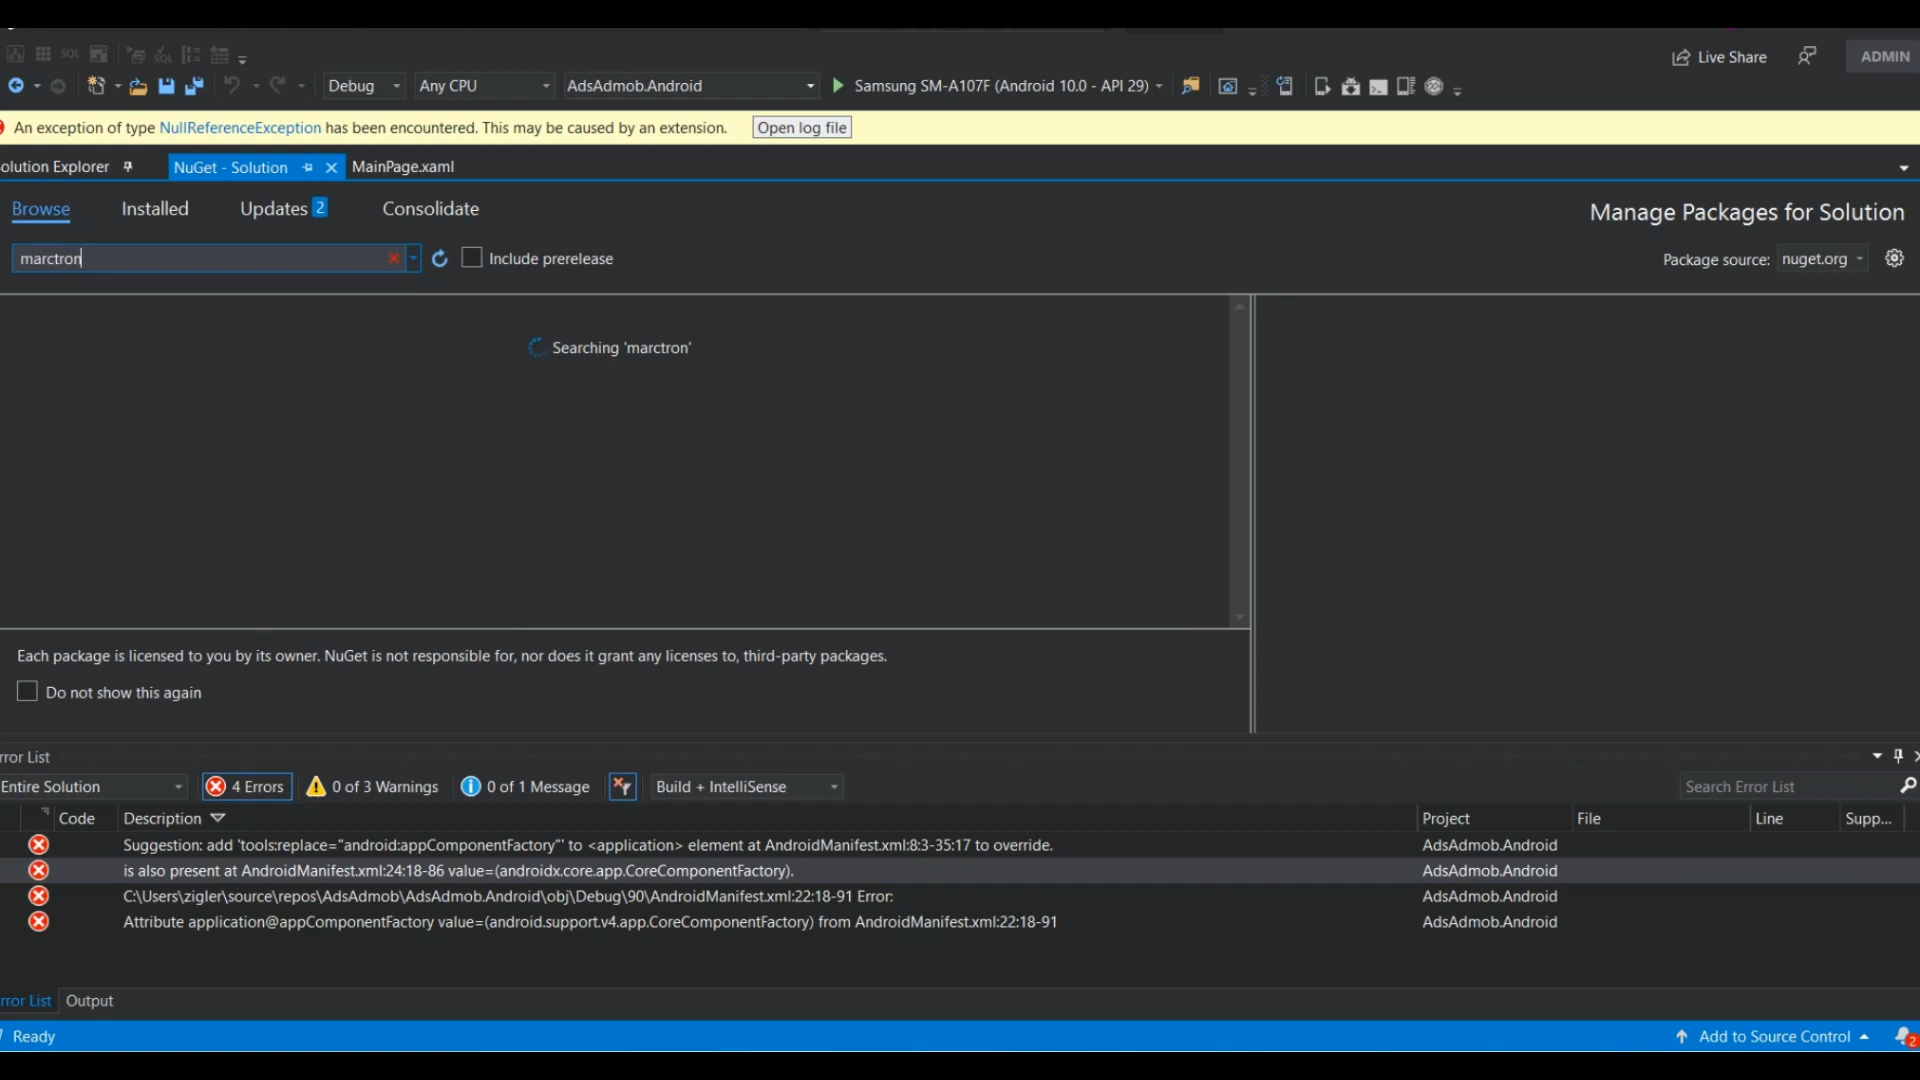 SQL SQL
Live Share ADMIN
Debug Any CPU AdsAdmob.Android Samsung SM-A107F (Android 10.0 - API 29)
An exception of type NullReferenceException has been encountered. This may be caused by an extension. Open log file
olution Explorer NuGet - Solution MainPage.xaml
Browse Installed Updates 2 Consolidate Manage Packages for Solution
marctron Include prerelease Package source: nuget.org
Searching 'marctron'
Each package is licensed to you by its owner. NuGet is not responsible for, nor does it grant any licenses to, third-party packages.
Do not show this again
rror List
Entire Solution 4 Errors 0 of 3 Warnings 0 of 1 Message Build + IntelliSense Search Error List
Code Description Project File Line Supp...
Suggestion: add 'tools:replace="android:appComponentFactory"' to <application> element at AndroidManifest.xml:8:3-35:17 to override. AdsAdmob.Android
is also present at AndroidManifest.xml:24:18-86 value=(androidx.core.app.CoreComponentFactory). AdsAdmob.Android
C:\Users\zigler\source\repos\AdsAdmob\AdsAdmob.Android\obj\Debug\90\AndroidManifest.xml:22:18-91 Error: AdsAdmob.Android
Attribute application@appComponentFactory value=(android.support.v4.app.CoreComponentFactory) from AndroidManifest.xml:22:18-91 AdsAdmob.Android
rror List Output
Ready Add to Source Control 2